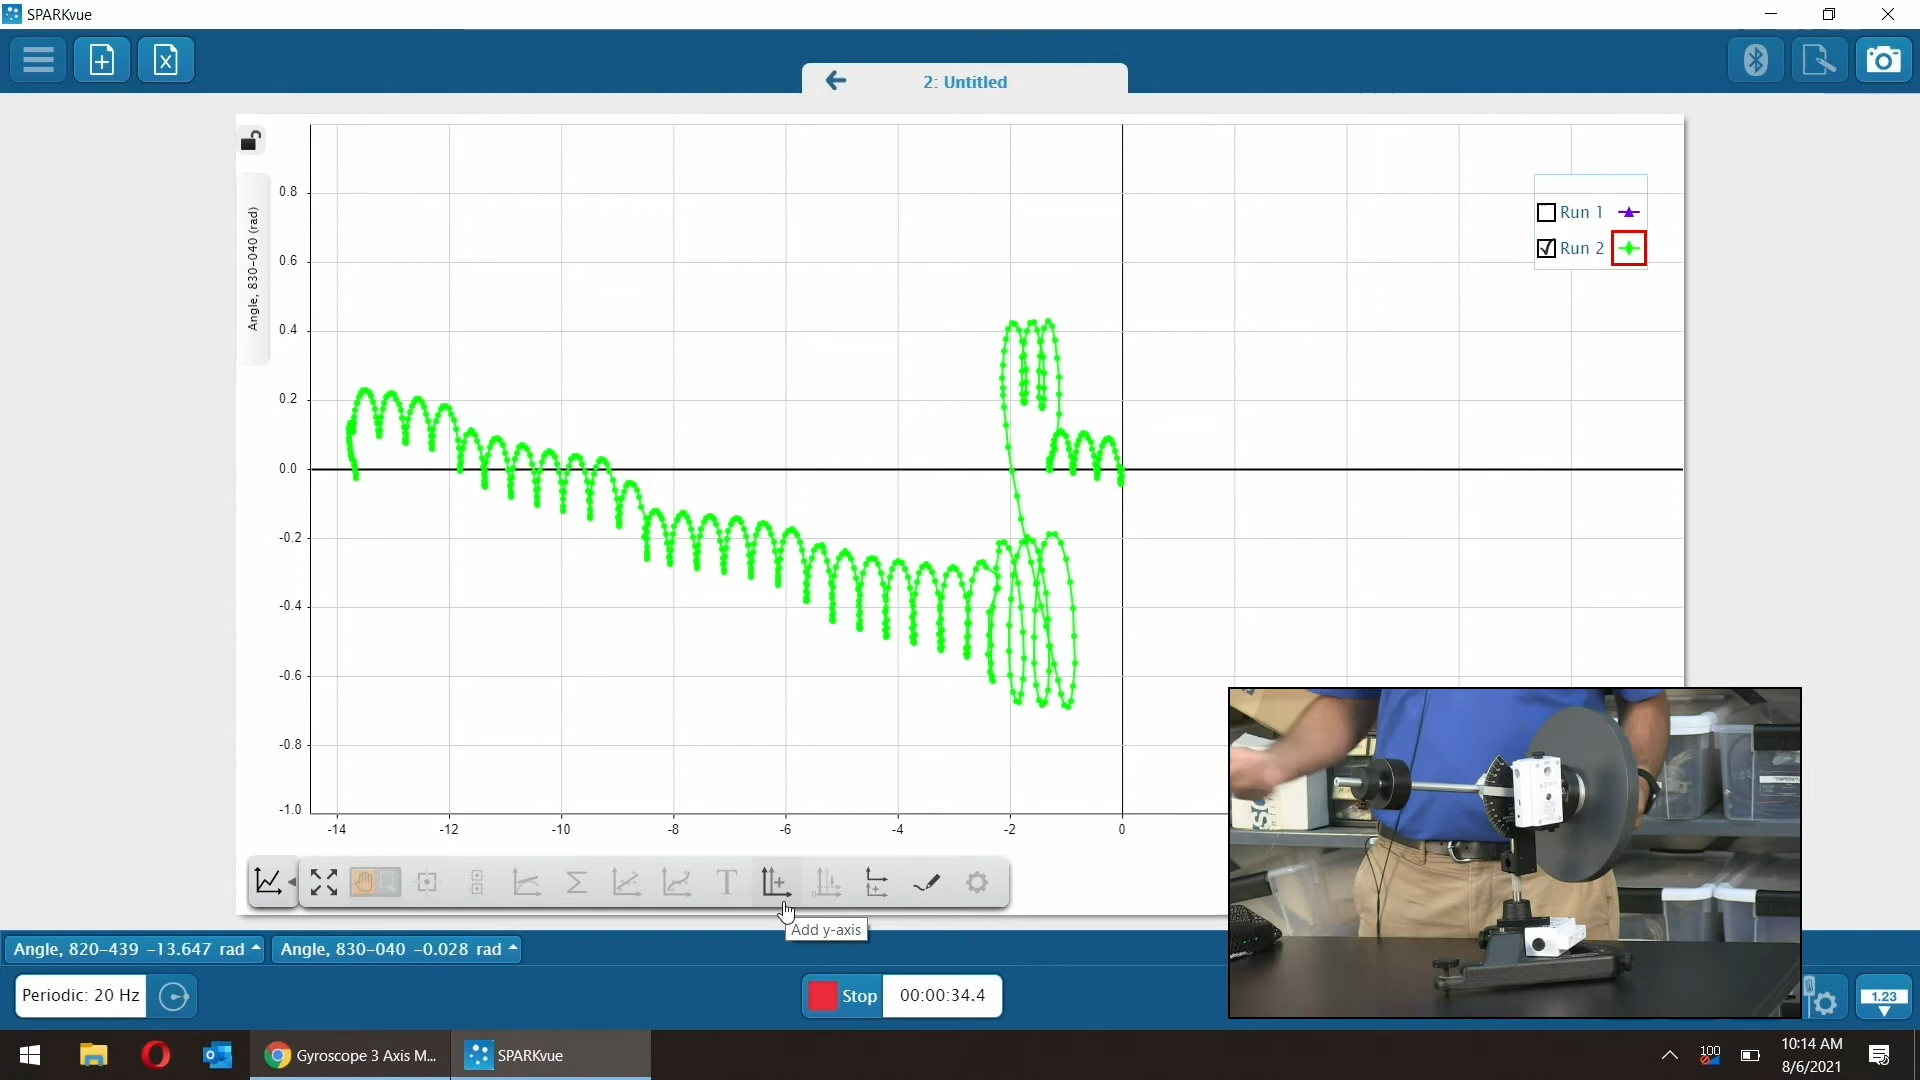 SPARKvue
2: Untitled
Angle, 830-040 (rad)
0.8
0.6
0.4
0.2
0.0
-0.2
-0.4
-0.6
-0.8
-1.0
-14
-12
-10
-8
-6
-4
-2
0
Run 1
Run 2
Add y-axis
Angle, 820-439 -13.647 rad
Angle, 830-040 -0.028 rad
Periodic: 20 Hz
Stop
00:00:34.4
1.23
Gyroscope 3 Axis M...
SPARKvue
100
10:14 AM
8/6/2021